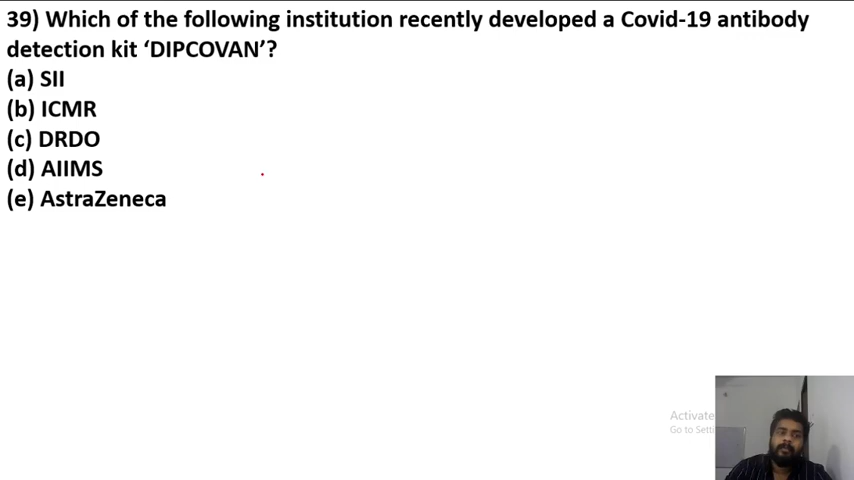 39) Which of the following institution recently developed a Covid-19 antibody
detection kit ‘DIPCOVAN’?
(a) SII
(b) ICMR
(c) DRDO
(d) AIIMS
(e) AstraZeneca
Activate
Go to Setti